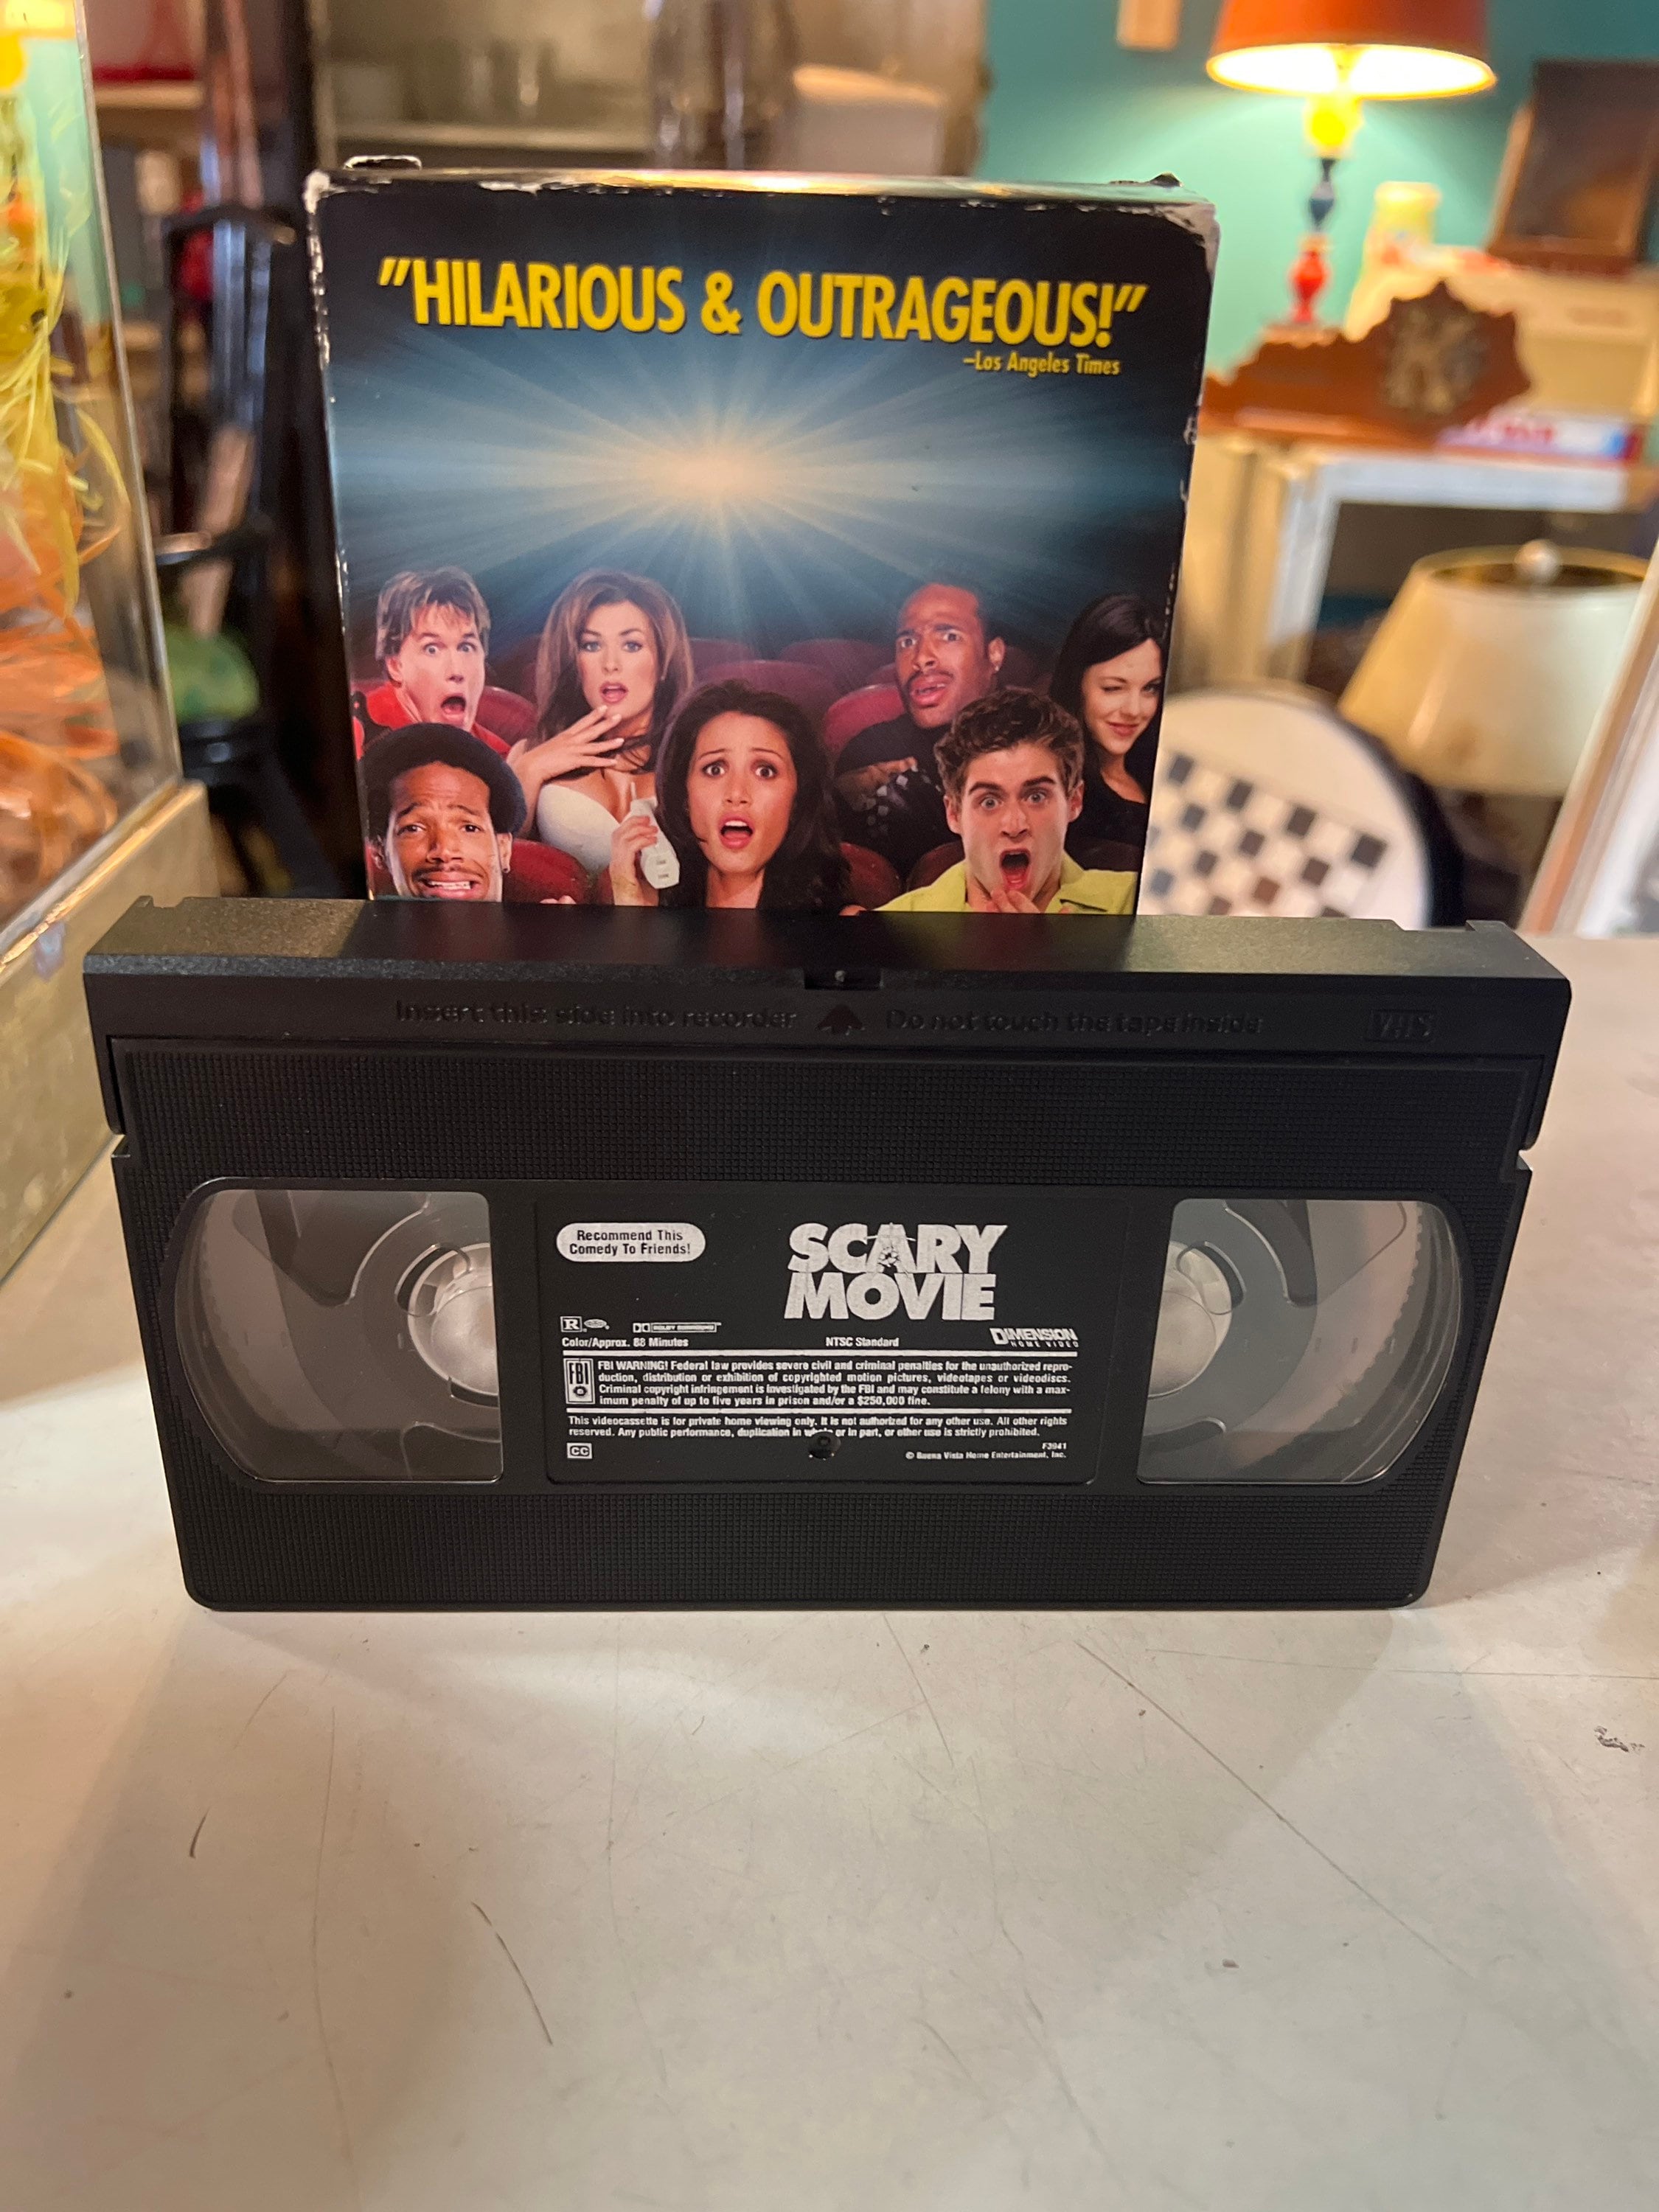 "HILARIOUS & OUTRAGEOUS!"
–Los Angeles Times
Insert this side into recorder Do not touch the tape inside VHS
Recommend This
Comedy To Friends!
SCARY
MOVIE
R DOLBY SURROUND
Color/Approx. 88 Minutes NTSC Standard DIMENSION
HOME VIDEO
FBI
FBI WARNING! Federal law provides severe civil and criminal penalties for the unauthorized repro-
duction, distribution or exhibition of copyrighted motion pictures, videotapes or videodiscs.
Criminal copyright infringement is investigated by the FBI and may constitute a felony with a max-
imum penalty of up to five years in prison and/or a $250,000 fine.
This videocassette is for private home viewing only. It is not authorized for any other use. All other rights
reserved. Any public performance, duplication in whole or in part, or other use is strictly prohibited.
F3941
CC © Buena Vista Home Entertainment, Inc.